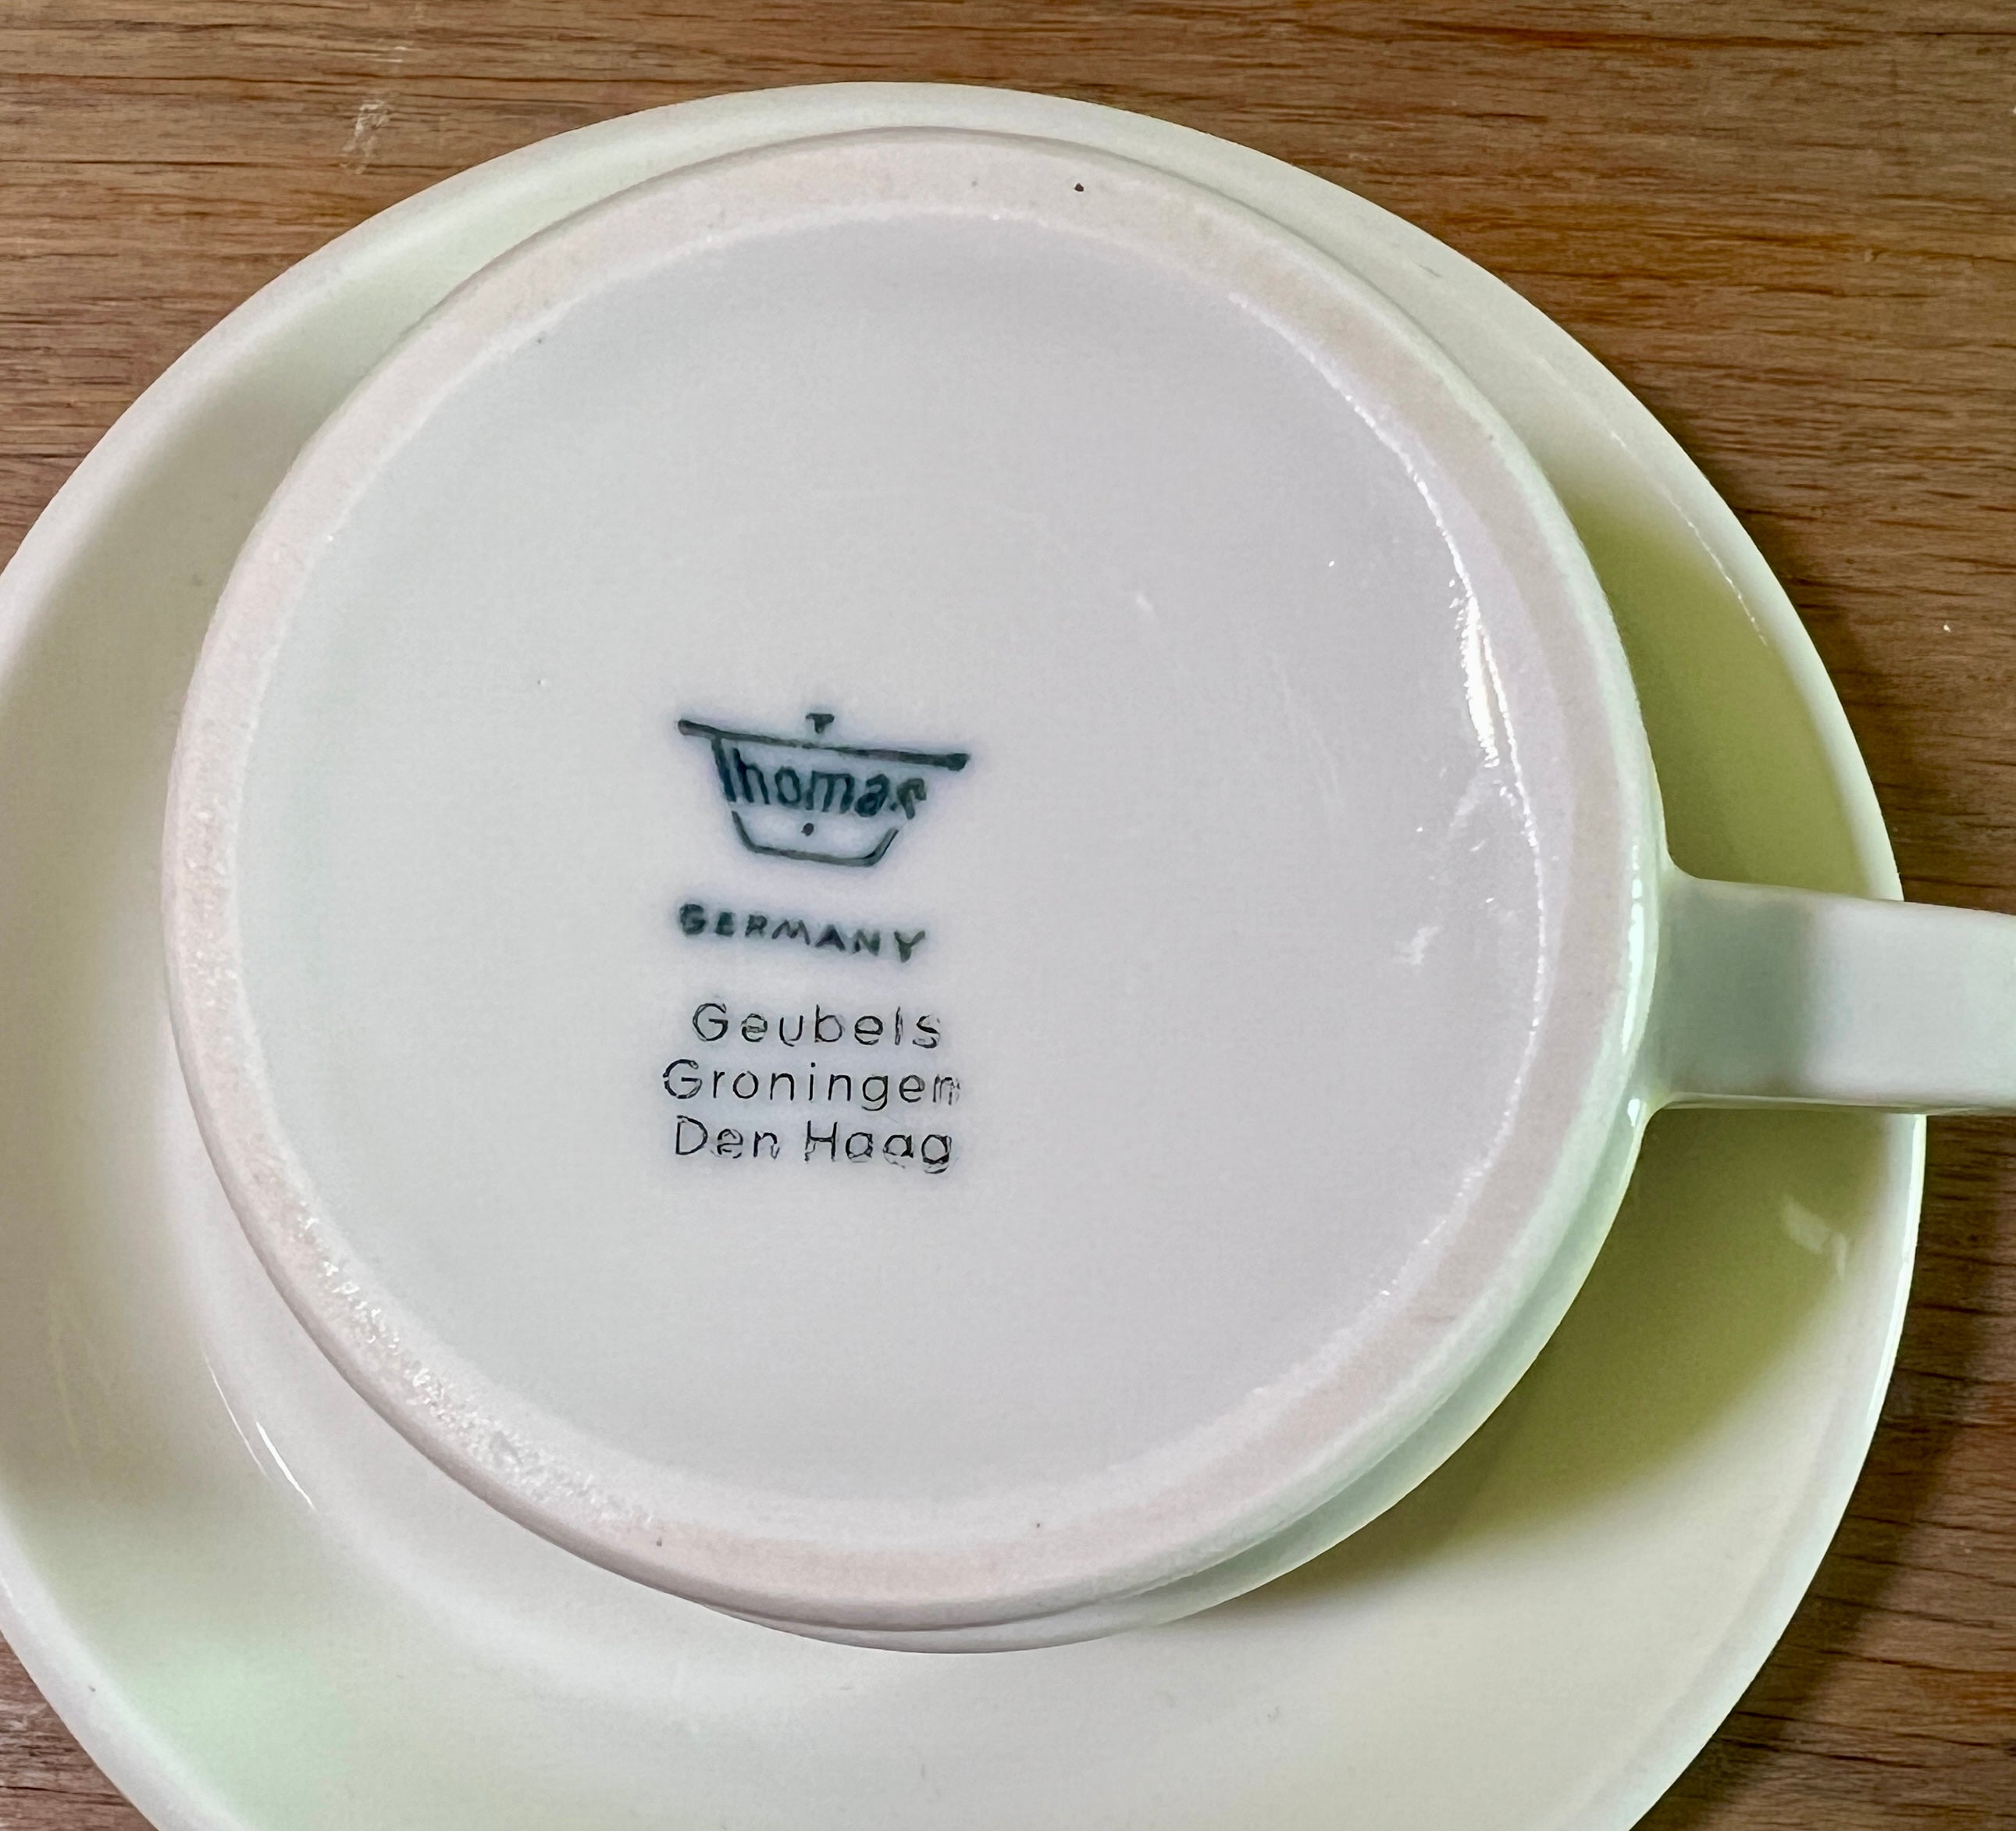 Thomas
GERMANY
Geubels
Groningen
Den Haag